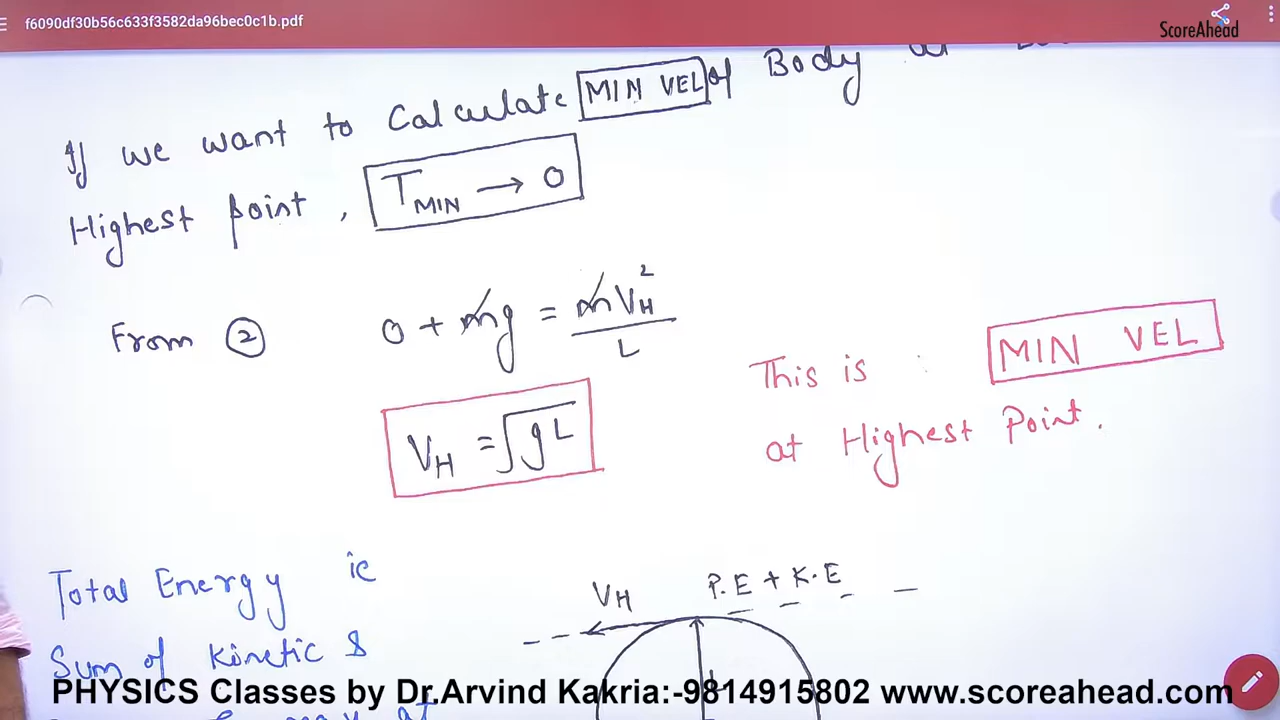 f6090df30b56c633f3582da96bec0c1b.pdf
ScoreAhead
If we want to Calculate MIN VEL of Body
Highest point, T_MIN → 0
From ② 0 + mg = mV_H² / L
This is MIN VEL
V_H = √gL
at Highest Point.
Total Energy ie
V_H P.E + K.E
Sum of Kinetic &
PHYSICS Classes by Dr.Arvind Kakria:-9814915802 www.scoreahead.com
at